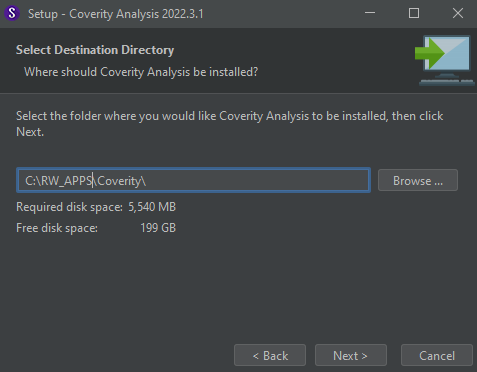 S Setup - Coverity Analysis 2022.3.1
Select Destination Directory
Where should Coverity Analysis be installed?
Select the folder where you would like Coverity Analysis to be installed, then click
Next.
C:\RW_APPS\Coverity\
Browse ...
Required disk space: 5,540 MB
Free disk space: 199 GB
< Back
Next >
Cancel